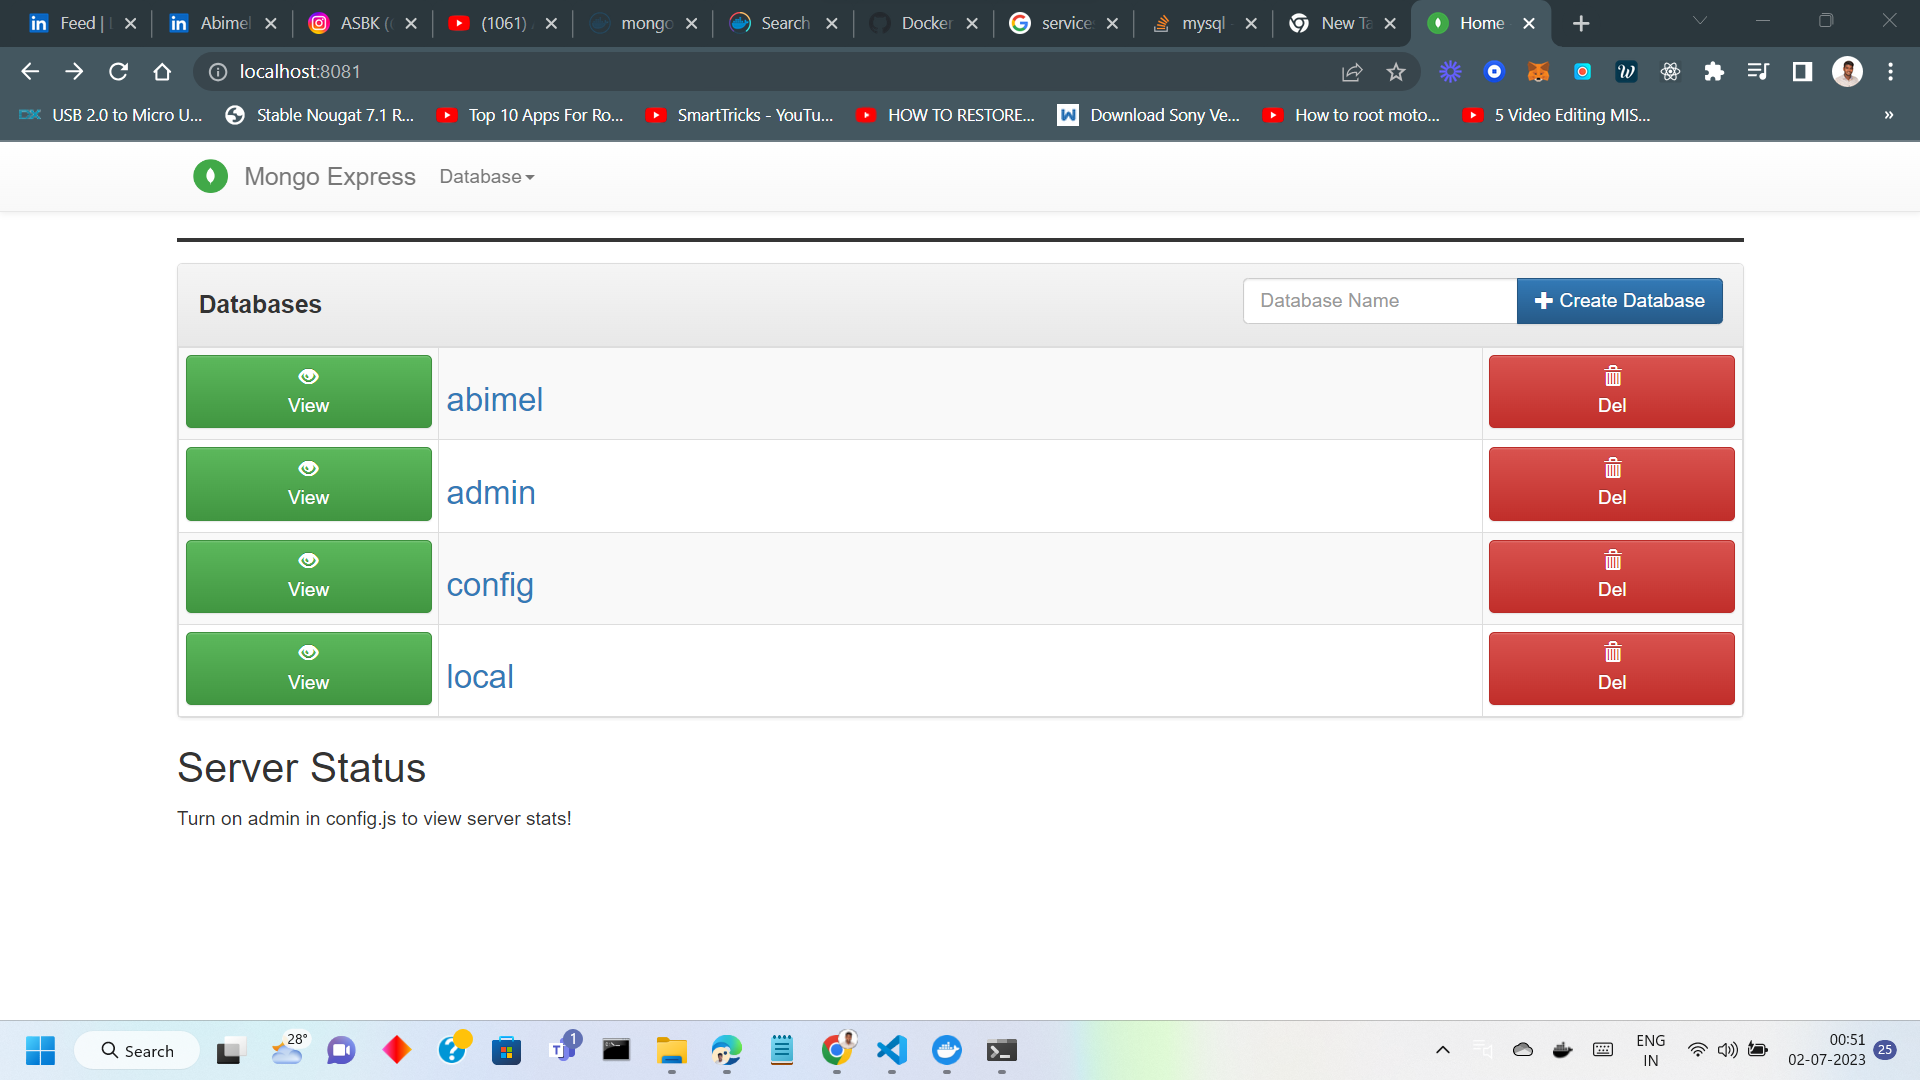 Feed |
Abimel
ASBK (
(1061)
mongo
Search
Docker
service
mysql
New Ta
Home
localhost:8081
USB 2.0 to Micro U...
Stable Nougat 7.1 R...
Top 10 Apps For Ro...
SmartTricks - YouTu...
HOW TO RESTORE...
Download Sony Ve...
How to root moto...
5 Video Editing MIS...
»
Mongo Express
Database
Databases
Database Name
Create Database
View
abimel
Del
View
admin
Del
View
config
Del
View
local
Del
Server Status
Turn on admin in config.js to view server stats!
Search
28°
1
ENG
IN
00:51
02-07-2023
25